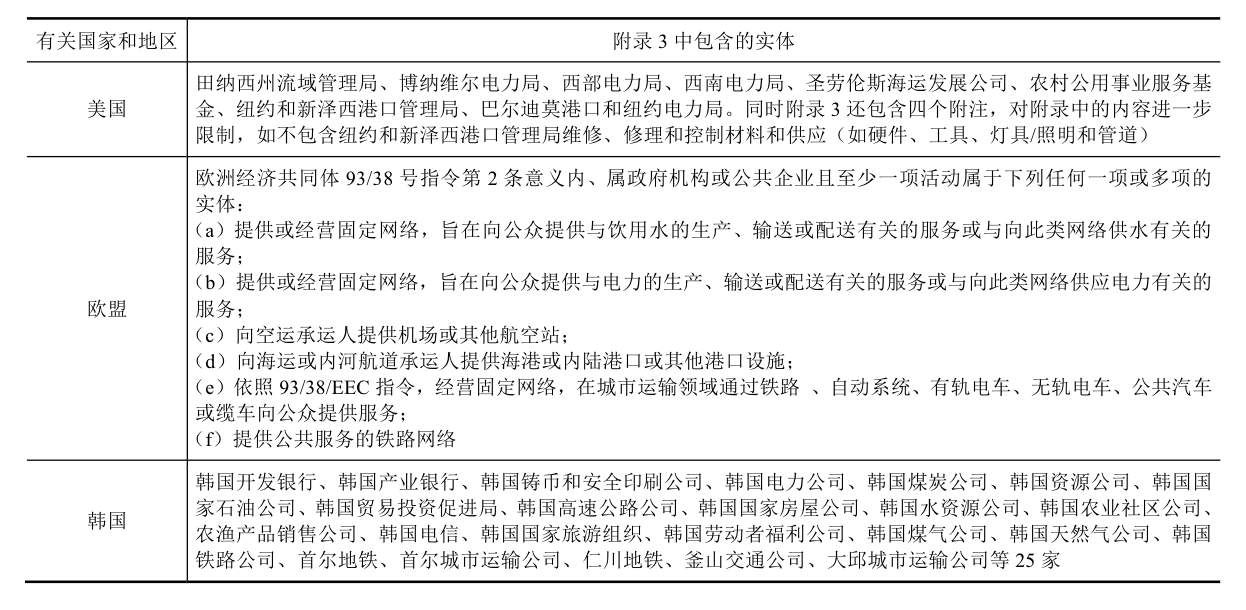 有关国家和地区 附录 3 中包含的实体
美国
田纳西州流域管理局、博纳维尔电力局、西部电力局、西南电力局、圣劳伦斯海运发展公司、农村公用事业服务基
金、纽约和新泽西港口管理局、巴尔迪莫港口和纽约电力局。同时附录 3 还包含四个附注，对附录中的内容进一步
限制，如不包含纽约和新泽西港口管理局维修、修理和控制材料和供应（如硬件、工具、灯具/照明和管道）
欧盟
欧洲经济共同体 93/38 号指令第 2 条意义内、属政府机构或公共企业且至少一项活动属于下列任何一项或多项的
实体：
（a）提供或经营固定网络，旨在向公众提供与饮用水的生产、输送或配送有关的服务或与向此类网络供水有关的
服务；
（b）提供或经营固定网络，旨在向公众提供与电力的生产、输送或配送有关的服务或与向此类网络供应电力有关的
服务；
（c）向空运承运人提供机场或其他航空站；
（d）向海运或内河航道承运人提供海港或内陆港口或其他港口设施；
（e）依照 93/38/EEC 指令，经营固定网络，在城市运输领域通过铁路 、自动系统、有轨电车、无轨电车、公共汽车
或缆车向公众提供服务；
（f）提供公共服务的铁路网络
韩国
韩国开发银行、韩国产业银行、韩国铸币和安全印刷公司、韩国电力公司、韩国煤炭公司、韩国资源公司、韩国国
家石油公司、韩国贸易投资促进局、韩国高速公路公司、韩国国家房屋公司、韩国水资源公司、韩国农业社区公司、
农渔产品销售公司、韩国电信、韩国国家旅游组织、韩国劳动者福利公司、韩国煤气公司、韩国天然气公司、韩国
铁路公司、首尔地铁、首尔城市运输公司、仁川地铁、釜山交通公司、大邱城市运输公司等 25 家